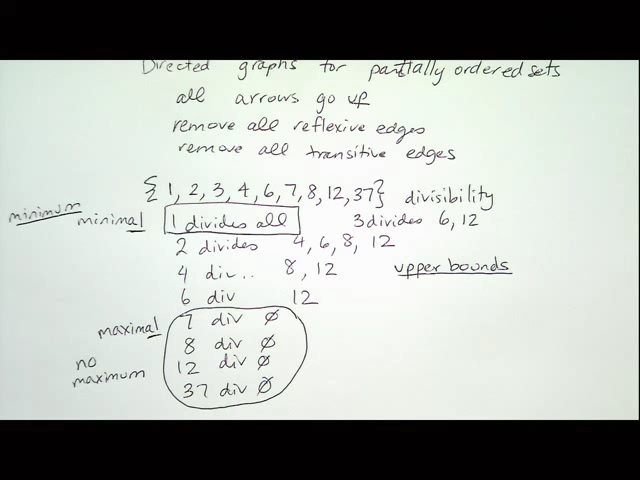 Directed graphs for partially ordered sets
all arrows go up
remove all reflexive edges
remove all transitive edges
{1, 2, 3, 4, 6, 7, 8, 12, 37} divisibility
minimum
minimal 1 divides all 3 divides 6, 12
2 divides 4, 6, 8, 12
4 div.. 8, 12 upper bounds
6 div 12
maximal 7 div ∅
8 div ∅
no 12 div ∅
maximum 37 div ∅